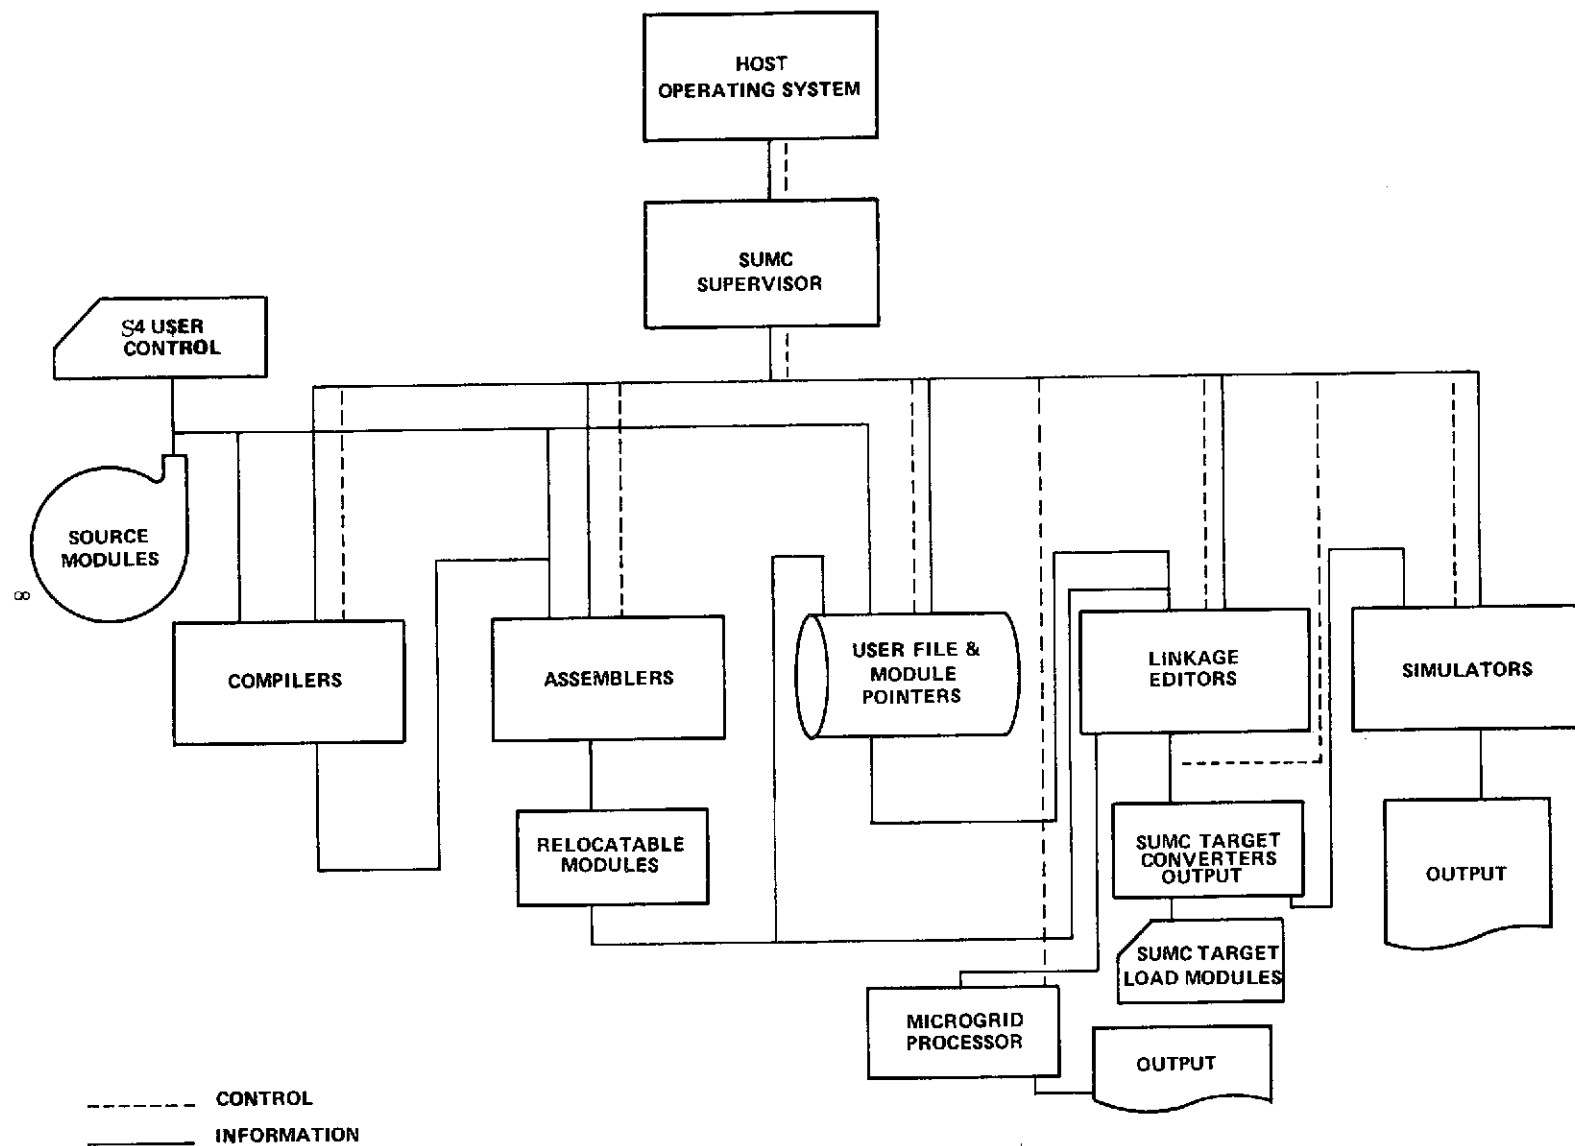 HOST
OPERATING SYSTEM
SUMC
SUPERVISOR
S4 USER
CONTROL
SOURCE
MODULES
8
COMPILERS
ASSEMBLERS
USER FILE &
MODULE
POINTERS
LINKAGE
EDITORS
SIMULATORS
RELOCATABLE
MODULES
SUMC TARGET
CONVERTERS
OUTPUT
OUTPUT
SUMC TARGET
LOAD MODULES
MICROGRID
PROCESSOR
OUTPUT
CONTROL
INFORMATION